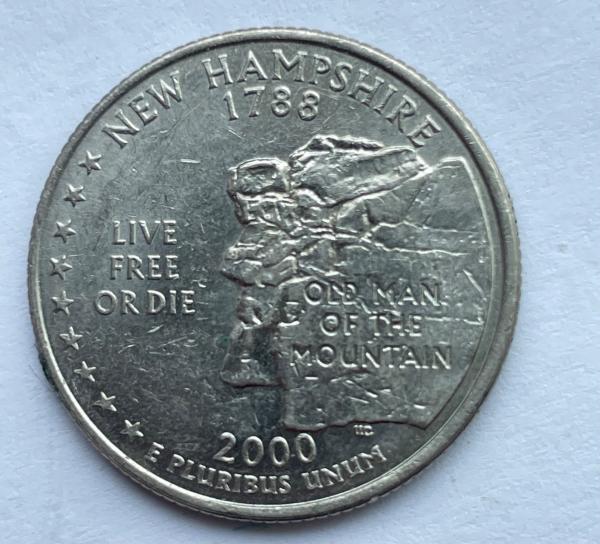 NEW HAMPSHIRE
1788
LIVE
FREE
OR DIE
OLD MAN
OF THE
MOUNTAIN
2000
E PLURIBUS UNUM